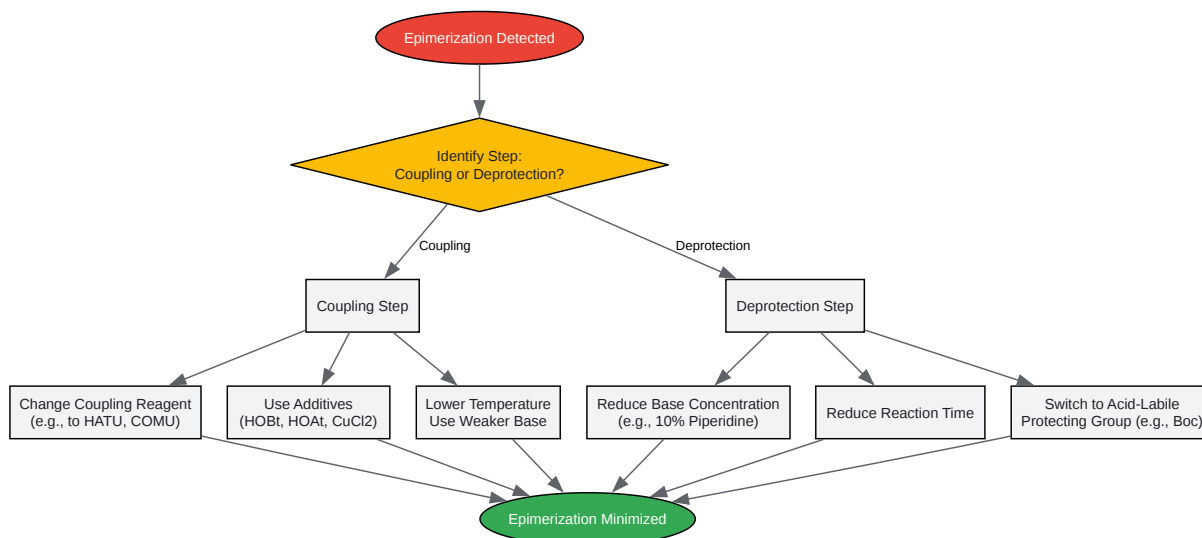 Epimerization Detected
Identify Step:
Coupling or Deprotection?
Coupling
Deprotection
Coupling Step
Deprotection Step
Change Coupling Reagent
(e.g., to HATU, COMU)
Use Additives
(HOBt, HOAt, CuCl2)
Lower Temperature
Use Weaker Base
Reduce Base Concentration
(e.g., 10% Piperidine)
Reduce Reaction Time
Switch to Acid-Labile
Protecting Group (e.g., Boc)
Epimerization Minimized